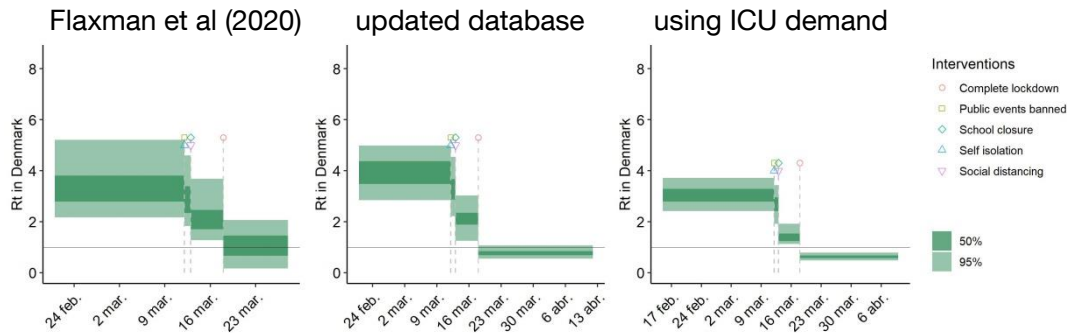 Flaxman et al (2020)
updated database
using ICU demand
Rt in Denmark
8
6
4
2
0
24 feb.
2 mar.
9 mar.
16 mar.
23 mar.
Rt in Denmark
8
6
4
2
0
24 feb.
2 mar.
9 mar.
16 mar.
23 mar.
30 mar.
6 abr.
13 abr.
Rt in Denmark
8
6
4
2
0
17 feb.
24 feb.
2 mar.
9 mar.
16 mar.
23 mar.
30 mar.
6 abr.
Interventions
Complete lockdown
Public events banned
School closure
Self isolation
Social distancing
50%
95%